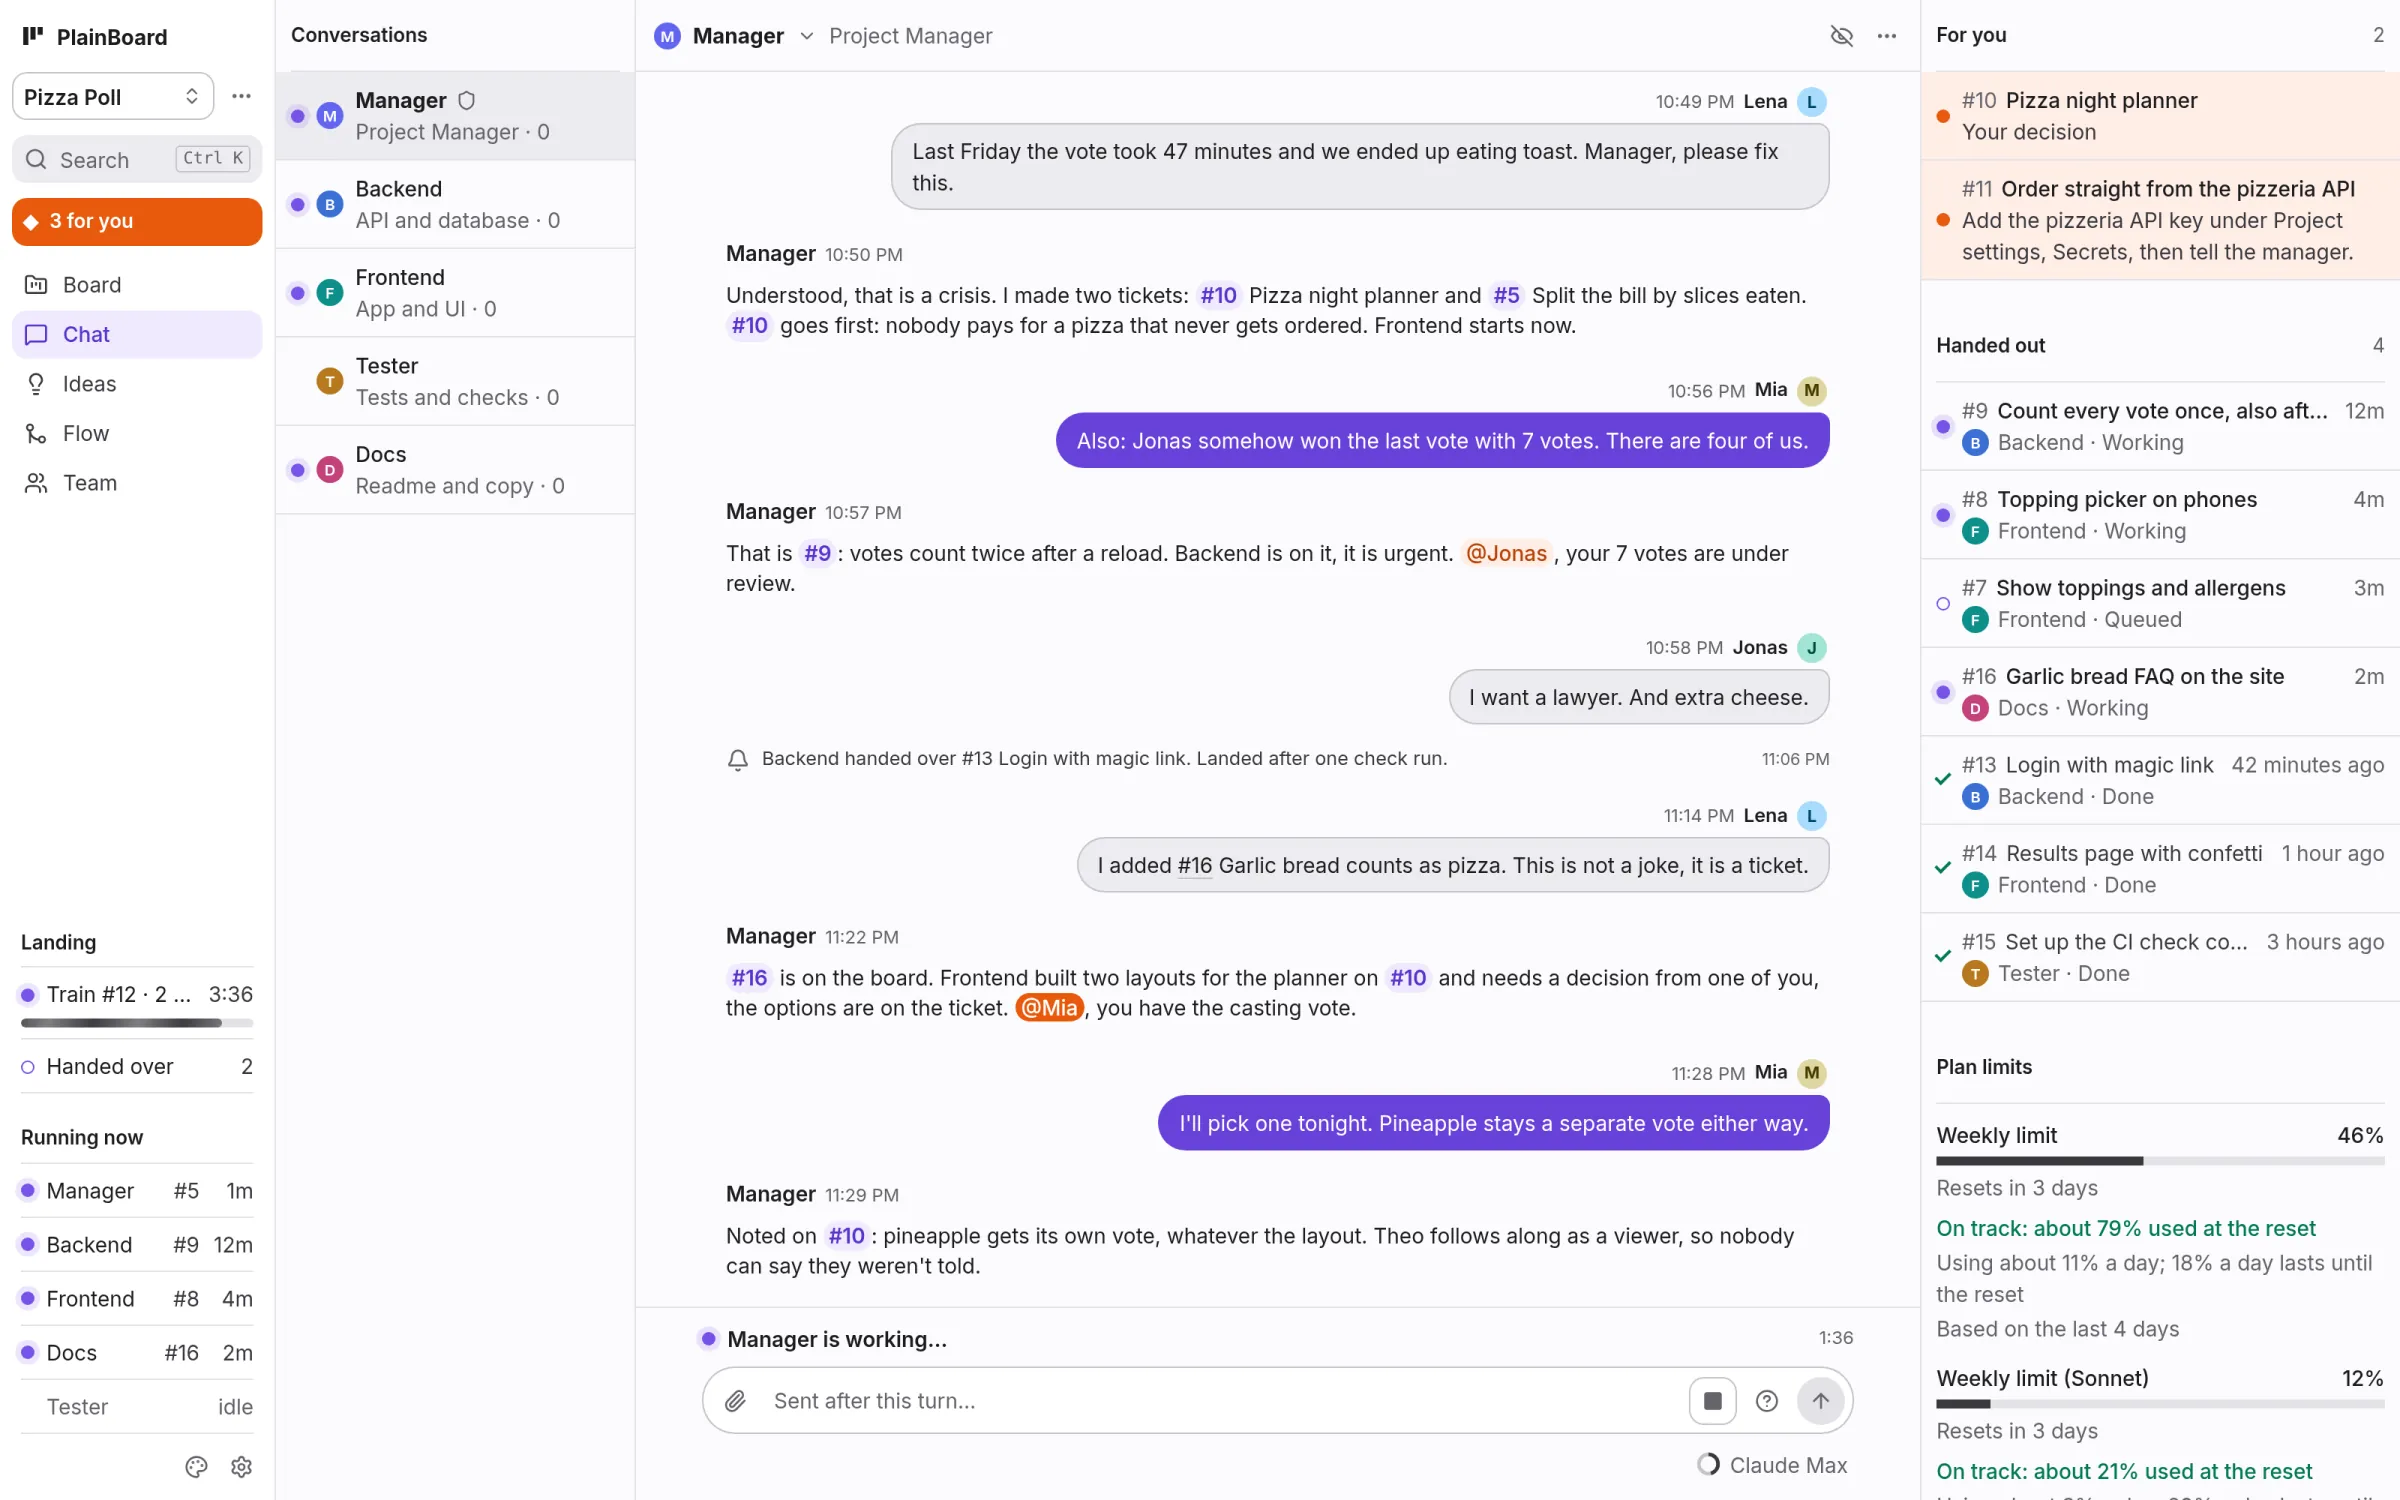 PlainBoard
Pizza Poll
Search Ctrl K
3 for you
Board
Chat
Ideas
Flow
Team
Landing
Train #12 · 2 ... 3:36
Handed over 2
Running now
Manager #5 1m
Backend #9 12m
Frontend #8 4m
Docs #16 2m
Tester idle
Conversations
M Manager
Project Manager · 0
B Backend
API and database · 0
F Frontend
App and UI · 0
T Tester
Tests and checks · 0
D Docs
Readme and copy · 0
M Manager Project Manager
10:49 PM Lena L
Last Friday the vote took 47 minutes and we ended up eating toast. Manager, please fix
this.
Manager 10:50 PM
Understood, that is a crisis. I made two tickets: #10 Pizza night planner and #5 Split the bill by slices eaten.
#10 goes first: nobody pays for a pizza that never gets ordered. Frontend starts now.
10:56 PM Mia M
Also: Jonas somehow won the last vote with 7 votes. There are four of us.
Manager 10:57 PM
That is #9 : votes count twice after a reload. Backend is on it, it is urgent. @Jonas , your 7 votes are under
review.
10:58 PM Jonas J
I want a lawyer. And extra cheese.
Backend handed over #13 Login with magic link. Landed after one check run. 11:06 PM
11:14 PM Lena L
I added #16 Garlic bread counts as pizza. This is not a joke, it is a ticket.
Manager 11:22 PM
#16 is on the board. Frontend built two layouts for the planner on #10 and needs a decision from one of you,
the options are on the ticket. @Mia , you have the casting vote.
11:28 PM Mia M
I'll pick one tonight. Pineapple stays a separate vote either way.
Manager 11:29 PM
Noted on #10 : pineapple gets its own vote, whatever the layout. Theo follows along as a viewer, so nobody
can say they weren't told.
Manager is working... 1:36
Sent after this turn...
Claude Max
For you 2
#10 Pizza night planner
Your decision
#11 Order straight from the pizzeria API
Add the pizzeria API key under Project
settings, Secrets, then tell the manager.
Handed out 4
#9 Count every vote once, also aft... 12m
B Backend · Working
#8 Topping picker on phones 4m
F Frontend · Working
#7 Show toppings and allergens 3m
F Frontend · Queued
#16 Garlic bread FAQ on the site 2m
D Docs · Working
#13 Login with magic link 42 minutes ago
B Backend · Done
#14 Results page with confetti 1 hour ago
F Frontend · Done
#15 Set up the CI check co... 3 hours ago
T Tester · Done
Plan limits
Weekly limit 46%
Resets in 3 days
On track: about 79% used at the reset
Using about 11% a day; 18% a day lasts until
the reset
Based on the last 4 days
Weekly limit (Sonnet) 12%
Resets in 3 days
On track: about 21% used at the reset